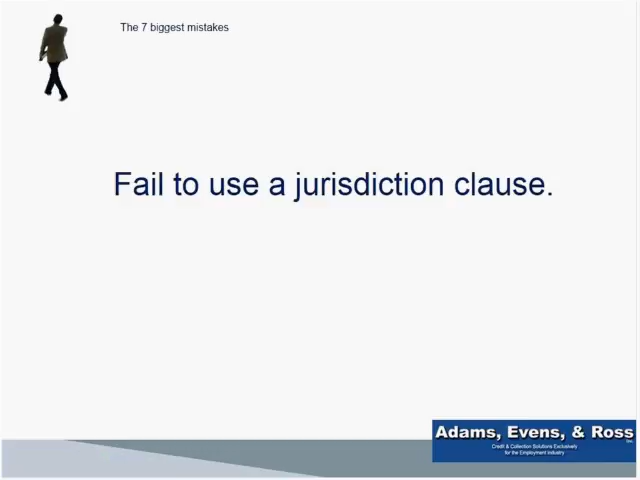 The 7 biggest mistakes
Fail to use a jurisdiction clause.
Adams, Evens, & Ross
Inc.
Credit & Collection Solutions Exclusively
for the Employment Industry